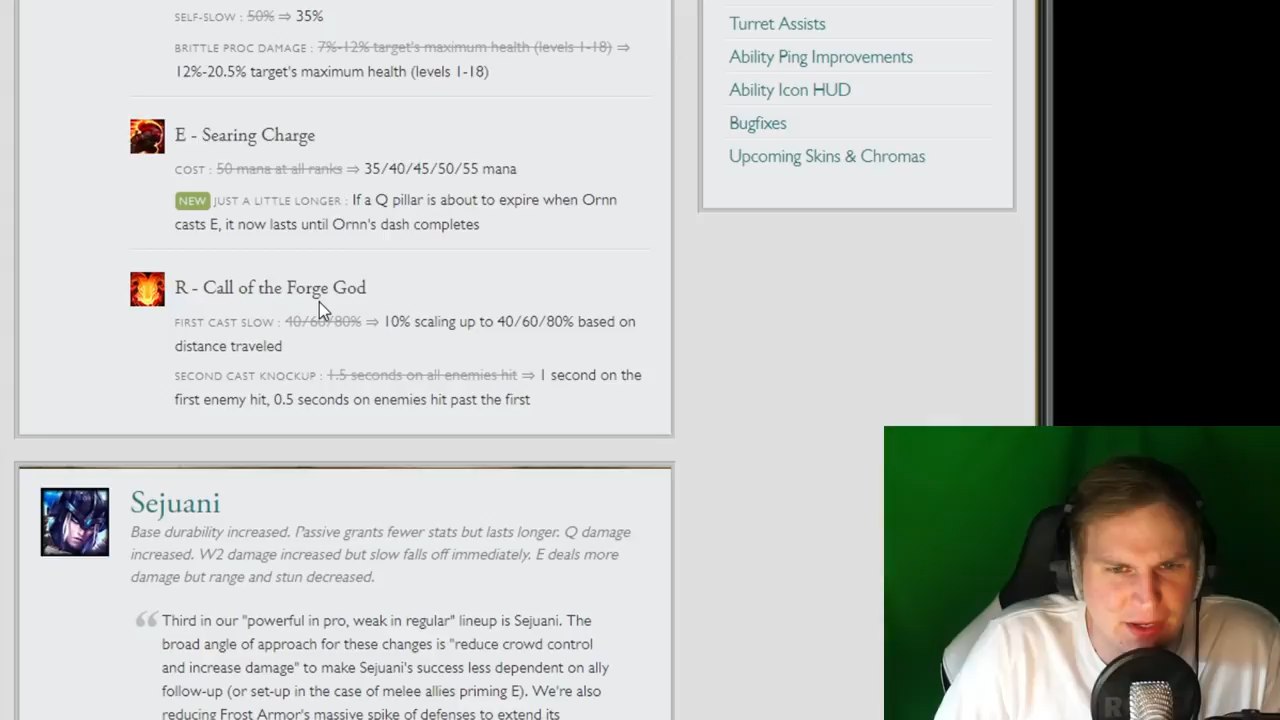 SELF-SLOW : 50% ⇒ 35%
BRITTLE PROC DAMAGE : 7%-12% target's maximum health (levels 1-18) ⇒
12%-20.5% target's maximum health (levels 1-18)
E - Searing Charge
COST : 50 mana at all ranks ⇒ 35/40/45/50/55 mana
NEW JUST A LITTLE LONGER : If a Q pillar is about to expire when Ornn
casts E, it now lasts until Ornn's dash completes
R - Call of the Forge God
FIRST CAST SLOW : 40/60/80% ⇒ 10% scaling up to 40/60/80% based on
distance traveled
SECOND CAST KNOCKUP : 1.5 seconds on all enemies hit ⇒ 1 second on the
first enemy hit, 0.5 seconds on enemies hit past the first
Sejuani
Base durability increased. Passive grants fewer stats but lasts longer. Q damage
increased. W2 damage increased but slow falls off immediately. E deals more
damage but range and stun decreased.
Third in our "powerful in pro, weak in regular" lineup is Sejuani. The
broad angle of approach for these changes is "reduce crowd control
and increase damage" to make Sejuani's success less dependent on ally
follow-up (or set-up in the case of melee allies priming E). We're also
reducing Frost Armor's massive spike of defenses to extend its
Turret Assists
Ability Ping Improvements
Ability Icon HUD
Bugfixes
Upcoming Skins & Chromas